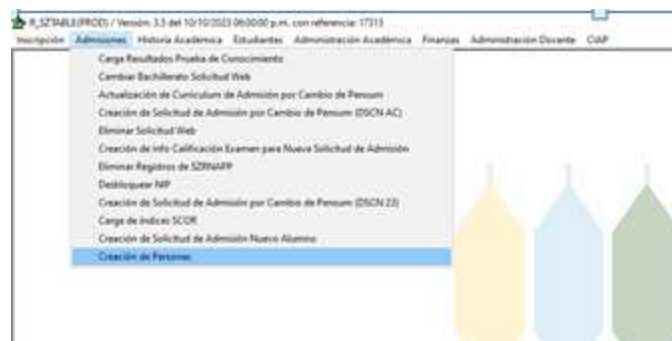 R_SZTABLE(PROD) / Versión: 3.5 del 10/10/2023 06:00:00 p.m. con referencia: 17313
Inscripción Admisiones Historia Académica Estudiantes Administración Académica Finanzas Administración Docente CIAP
Carga Resultados Prueba de Conocimiento
Cambiar Bachillerato Solicitud Web
Actualización de Curriculum de Admisión por Cambio de Pensum
Creación de Solicitud de Admisión por Cambio de Pensum (DSCN AC)
Eliminar Solicitud Web
Creación de Info Calificación Examen para Nueva Solicitud de Admisión
Eliminar Registros de SZRNAPP
Desbloquear NIP
Creación de Solicitud de Admisión por Cambio de Pensum (DSCN 23)
Carga de índices SCOR
Creación de Solicitud de Admisión Nuevo Alumno
Creación de Personas